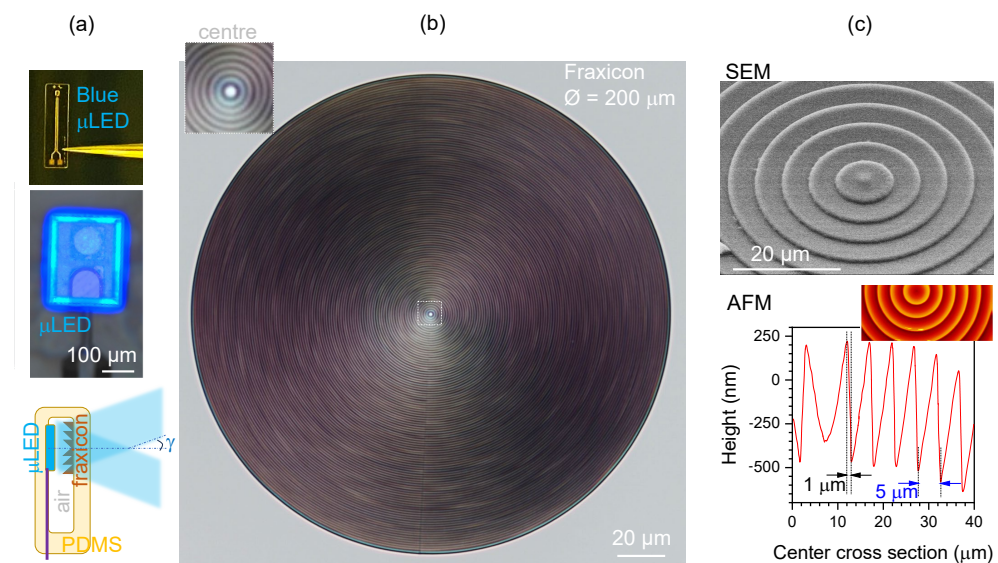 (a)
(b)
(c)
centre
Blue
μLED
μLED
100 μm
μLED
fraxicon
air
γ
PDMS
Fraxicon
Ø = 200 μm
20 μm
SEM
20 μm
AFM
Height (nm)
250
0
-250
-500
1 μm
5 μm
0 10 20 30 40
Center cross section (μm)